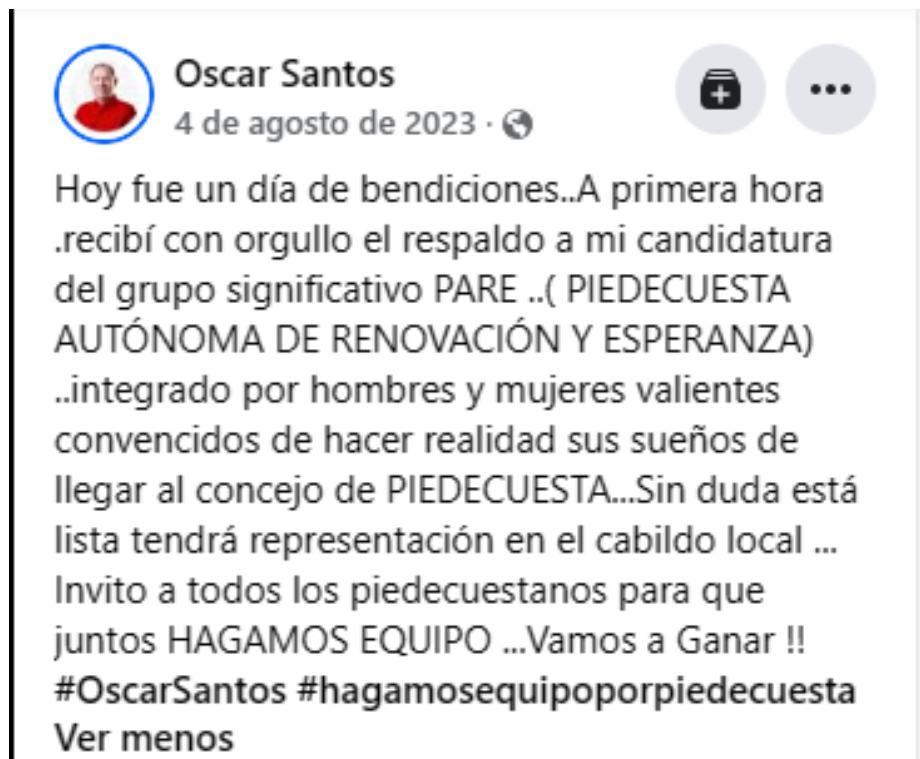 Oscar Santos
4 de agosto de 2023 ·
Hoy fue un día de bendiciones..A primera hora
.recibí con orgullo el respaldo a mi candidatura
del grupo significativo PARE ..( PIEDECUESTA
AUTÓNOMA DE RENOVACIÓN Y ESPERANZA)
..integrado por hombres y mujeres valientes
convencidos de hacer realidad sus sueños de
llegar al concejo de PIEDECUESTA...Sin duda está
lista tendrá representación en el cabildo local ...
Invito a todos los piedecuestanos para que
juntos HAGAMOS EQUIPO ...Vamos a Ganar !!
#OscarSantos #hagamosequipoporpiedecuesta
Ver menos